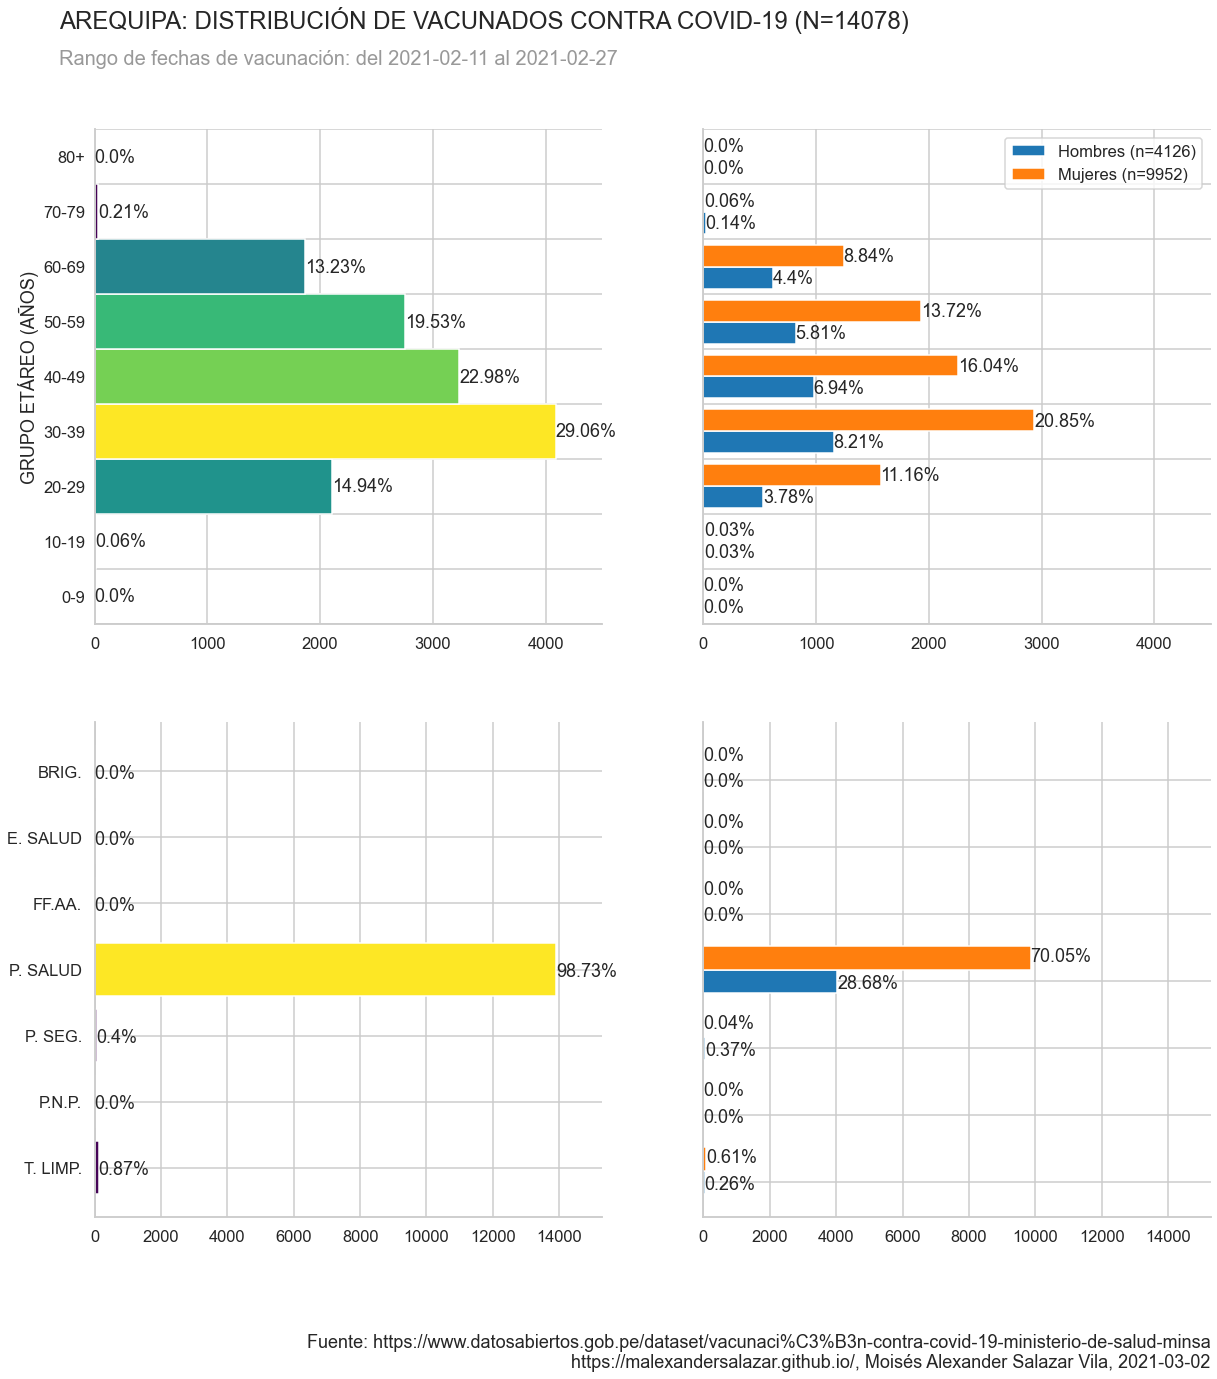 AREQUIPA: DISTRIBUCIÓN DE VACUNADOS CONTRA COVID-19 (N=14078)
Rango de fechas de vacunación: del 2021-02-11 al 2021-02-27
GRUPO ETÁREO (AÑOS)
80+ 0.0%
70-79 0.21%
60-69 13.23%
50-59 19.53%
40-49 22.98%
30-39 29.06%
20-29 14.94%
10-19 0.06%
0-9 0.0%
0 1000 2000 3000 4000
Hombres (n=4126)
Mujeres (n=9952)
0.0%
0.0%
0.06%
0.14%
8.84%
4.4%
13.72%
5.81%
16.04%
6.94%
20.85%
8.21%
11.16%
3.78%
0.03%
0.03%
0.0%
0.0%
0 1000 2000 3000 4000
BRIG. 0.0%
E. SALUD 0.0%
FF.AA. 0.0%
P. SALUD 98.73%
P. SEG. 0.4%
P.N.P. 0.0%
T. LIMP. 0.87%
0 2000 4000 6000 8000 10000 12000 14000
0.0%
0.0%
0.0%
0.0%
0.0%
0.0%
70.05%
28.68%
0.04%
0.37%
0.0%
0.0%
0.61%
0.26%
0 2000 4000 6000 8000 10000 12000 14000
Fuente: https://www.datosabiertos.gob.pe/dataset/vacunaci%C3%B3n-contra-covid-19-ministerio-de-salud-minsa
https://malexandersalazar.github.io/, Moisés Alexander Salazar Vila, 2021-03-02